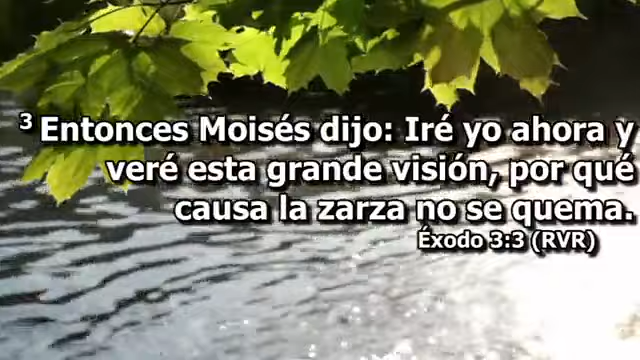 3 Entonces Moisés dijo: Iré yo ahora y
veré esta grande visión, por qué
causa la zarza no se quema.
Éxodo 3:3 (RVR)